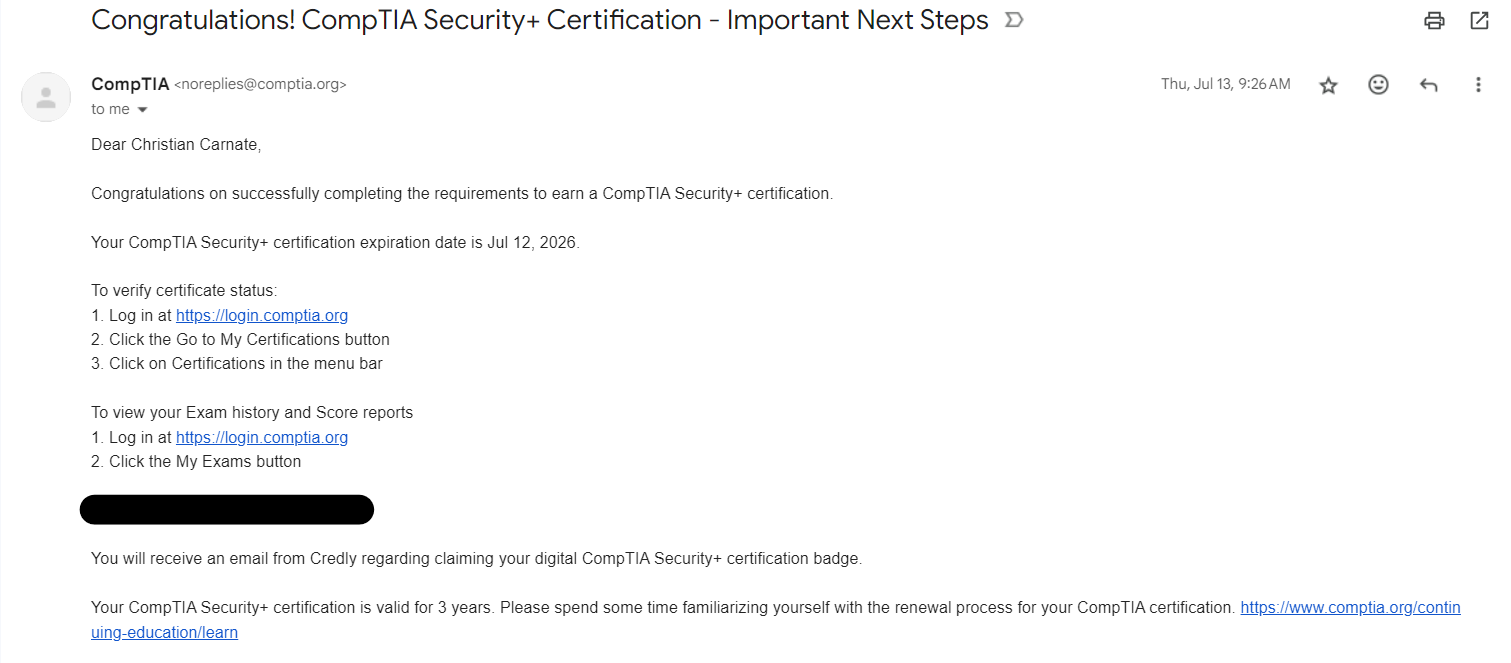 Congratulations! CompTIA Security+ Certification - Important Next Steps
CompTIA <noreplies@comptia.org>
Thu, Jul 13, 9:26 AM
to me
Dear Christian Carnate,
Congratulations on successfully completing the requirements to earn a CompTIA Security+ certification.
Your CompTIA Security+ certification expiration date is Jul 12, 2026.
To verify certificate status:
1. Log in at https://login.comptia.org
2. Click the Go to My Certifications button
3. Click on Certifications in the menu bar
To view your Exam history and Score reports
1. Log in at https://login.comptia.org
2. Click the My Exams button
You will receive an email from Credly regarding claiming your digital CompTIA Security+ certification badge.
Your CompTIA Security+ certification is valid for 3 years. Please spend some time familiarizing yourself with the renewal process for your CompTIA certification. https://www.comptia.org/contin
uing-education/learn